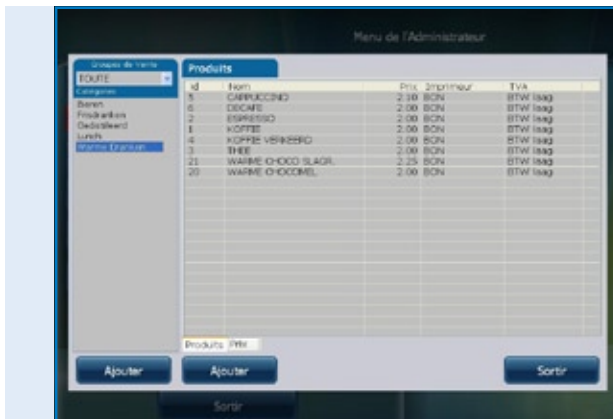 Menu de l'Administrateur
Groupes de Vente
TOUTE
Categories
Bieren
Frisdranken
Gedistilleerd
Lunch
Warme Dranken
Produits
id Nom Prix Imprimeur TVA
5 CAPPUCCINO 2.10 BON BTW laag
6 DECAFE 2.00 BON BTW laag
2 ESPRESSO 2.00 BON BTW laag
1 KOFFIE 2.00 BON BTW laag
4 KOFFIE VERKEERD 2.00 BON BTW laag
3 THEE 2.00 BON BTW laag
21 WARME CHOCO SLAGR. 2.25 BON BTW laag
20 WARME CHOCOMEL 2.00 BON BTW laag
Produits Prix
Ajouter Ajouter Sortir
Sortir